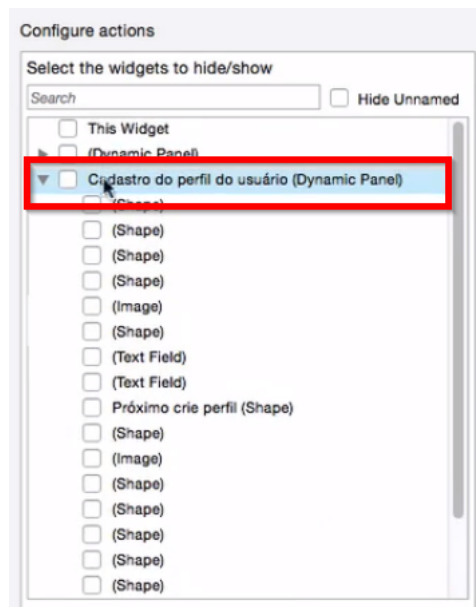 Configure actions
Select the widgets to hide/show
Search
Hide Unnamed
This Widget
(Dynamic Panel)
Cadastro do perfil do usuário (Dynamic Panel)
(Shape)
(Shape)
(Shape)
(Shape)
(Image)
(Shape)
(Text Field)
(Text Field)
Próximo crie perfil (Shape)
(Shape)
(Image)
(Shape)
(Shape)
(Shape)
(Shape)
(Shape)